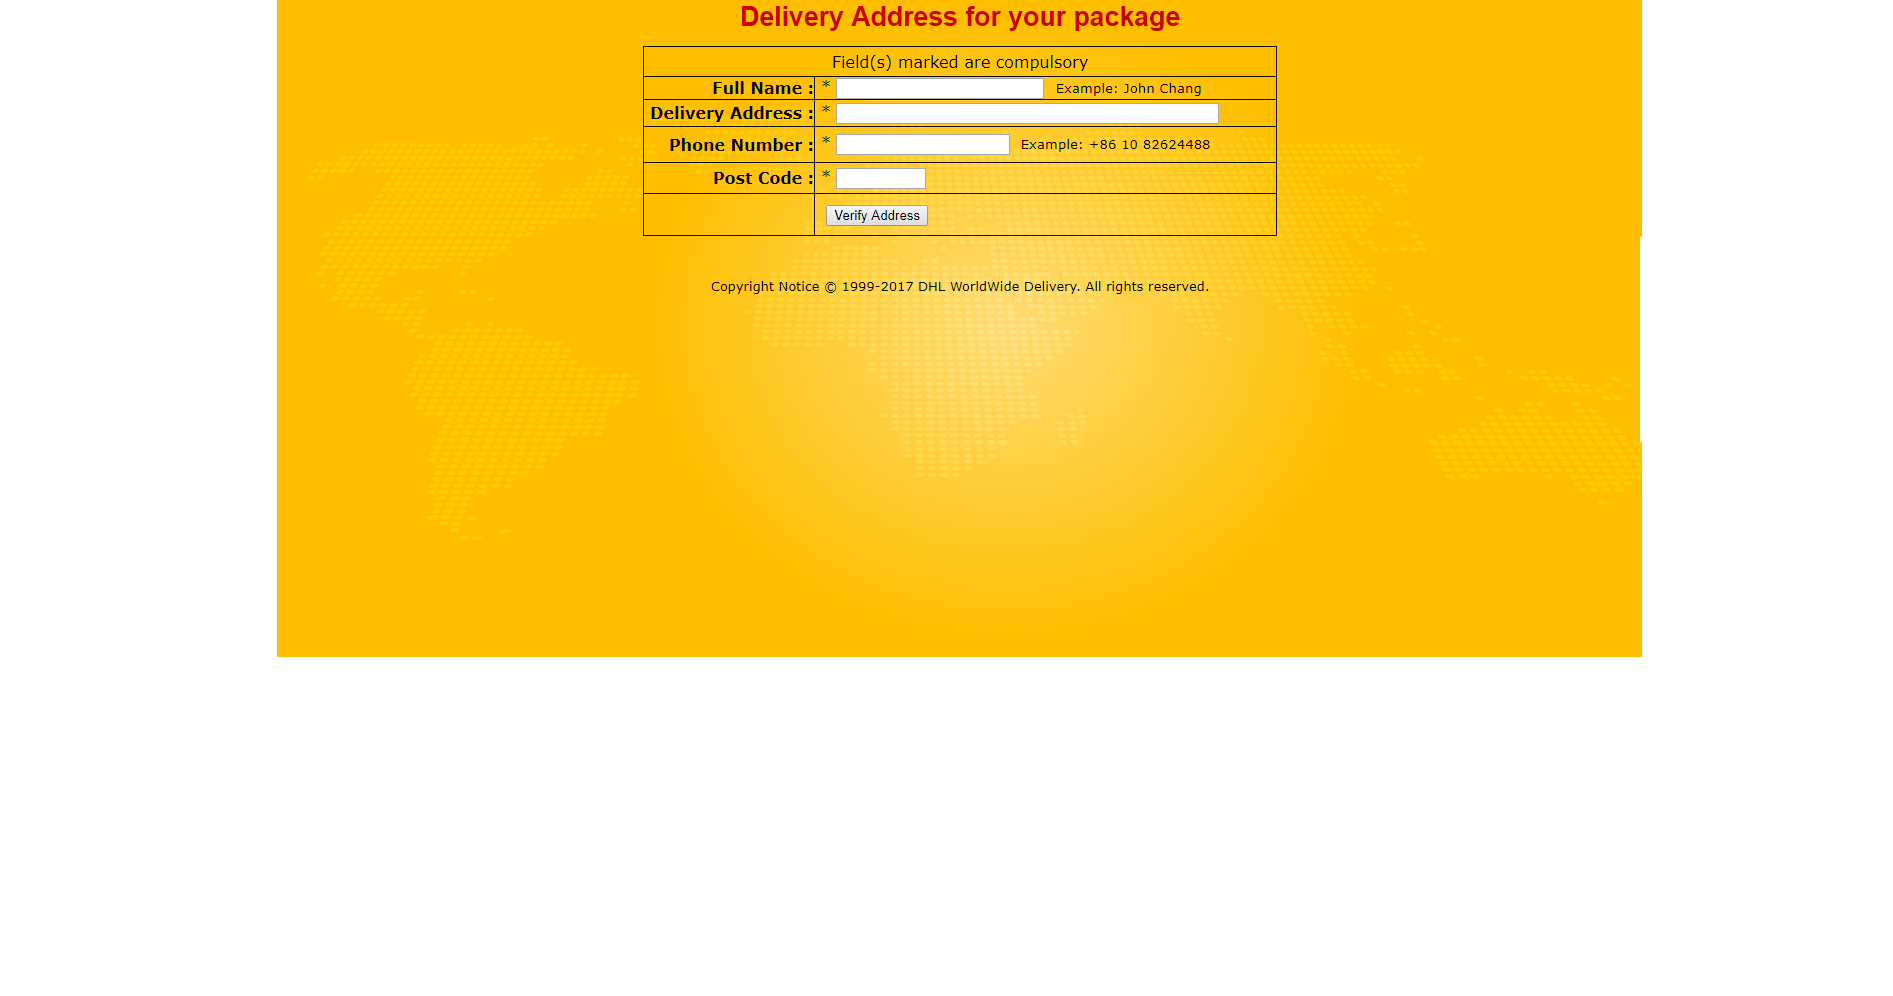 Delivery Address for your package
Field(s) marked are compulsory
Full Name : * Example: John Chang
Delivery Address : *
Phone Number : * Example: +86 10 82624488
Post Code : *
Verify Address
Copyright Notice © 1999-2017 DHL WorldWide Delivery. All rights reserved.